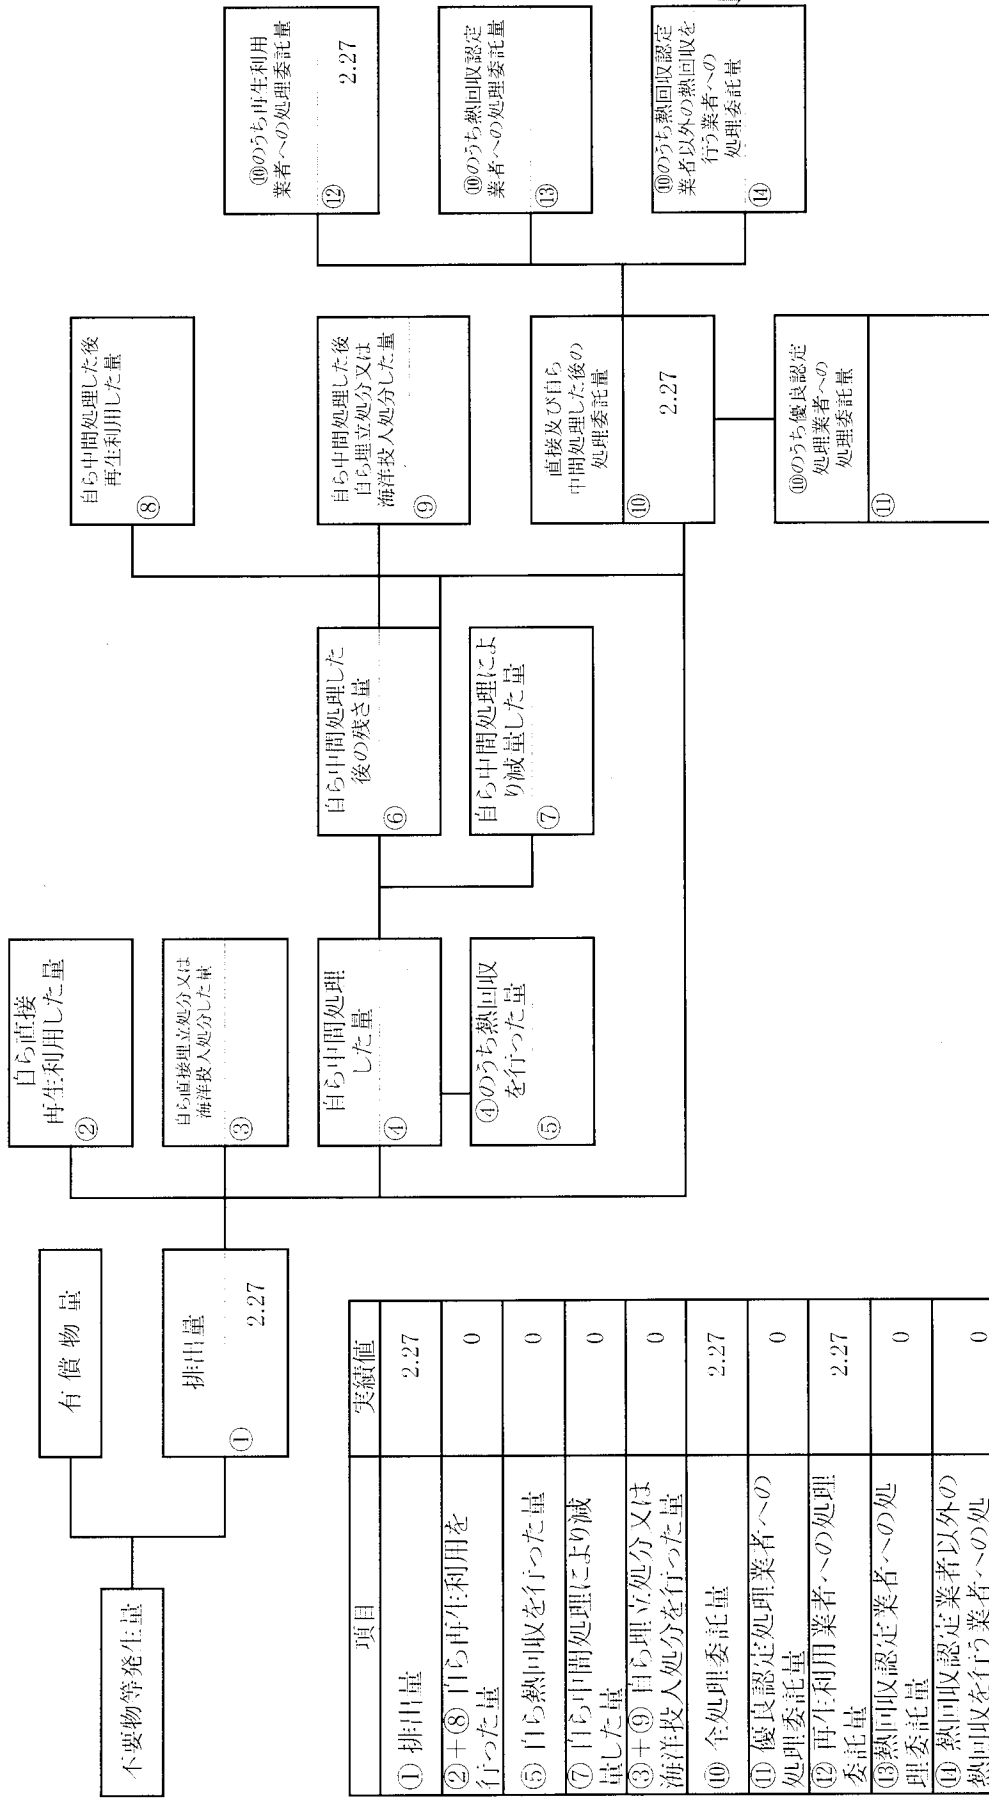 不要物等発生量
有償物量
排出量
①
2.27
自ら直接
再生利用した量
②
自ら直接埋立処分又は
海洋投入処分した量
③
自ら中間処理
した量
④
④のうち熱回収
を行った量
⑤
自ら中間処理した
後の残さ量
⑥
自ら中間処理によ
り減量した量
⑦
自ら中間処理した後
再生利用した量
⑧
自ら中間処理した後
自ら埋立処分又は
海洋投入処分した量
⑨
直接及び自ら
中間処理した後の
処理委託量
⑩
2.27
⑩のうち優良認定
処理業者への
処理委託量
⑪
⑩のうち再生利用
業者への処理委託量
⑫
2.27
⑩のうち熱回収認定
業者への処理委託量
⑬
⑩のうち熱回収認定
業者以外の熱回収を
行う業者への
処理委託量
⑭
項目 実績値
①排出量 2.27
②+⑧自ら再生利用を
行った量 0
⑤自ら熱回収を行った量 0
⑦自ら中間処理により減
量した量 0
③+⑨自ら埋立処分又は
海洋投入処分を行った量 0
⑩全処理委託量 2.27
⑪優良認定処理業者への
処理委託量 0
⑫再生利用業者への処理
委託量 2.27
⑬熱回収認定業者への処
理委託量 0
⑭熱回収認定業者以外の
熱回収を行う業者への処 0